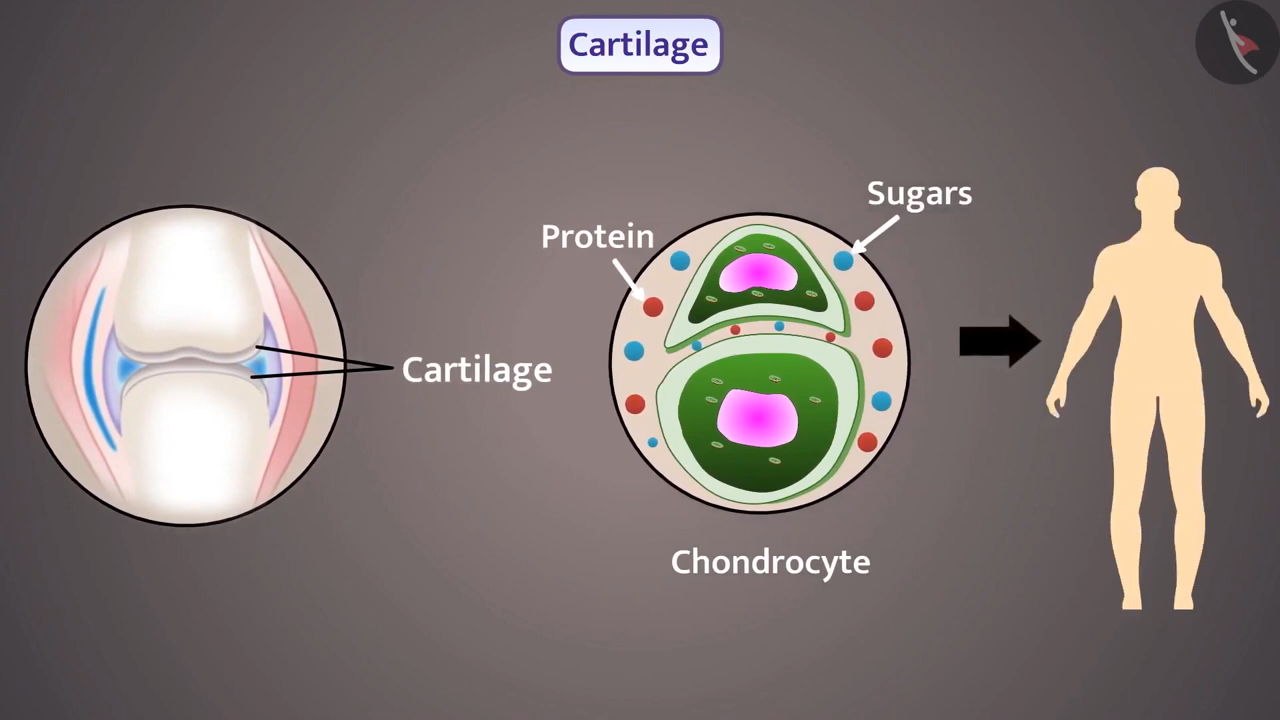 Cartilage
Sugars
Protein
Cartilage
Chondrocyte